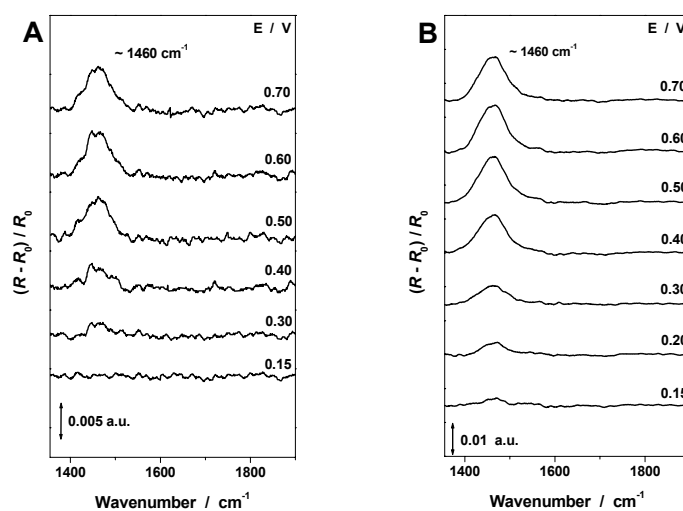 A
E / V
~ 1460 cm⁻¹
0.70
0.60
0.50
0.40
0.30
0.15
0.005 a.u.
(R - R₀) / R₀
1400 1600 1800
Wavenumber / cm⁻¹
B
E / V
~ 1460 cm⁻¹
0.70
0.60
0.50
0.40
0.30
0.20
0.15
0.01 a.u.
(R - R₀) / R₀
1400 1600 1800
Wavenumber / cm⁻¹